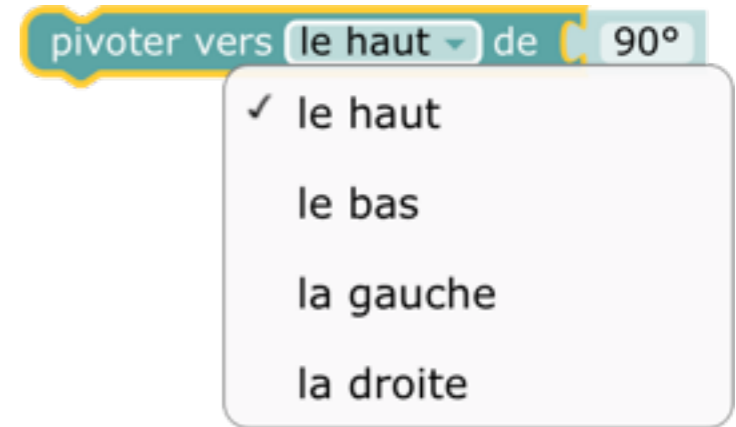 pivoter vers le haut de 90°
✓ le haut
le bas
la gauche
la droite